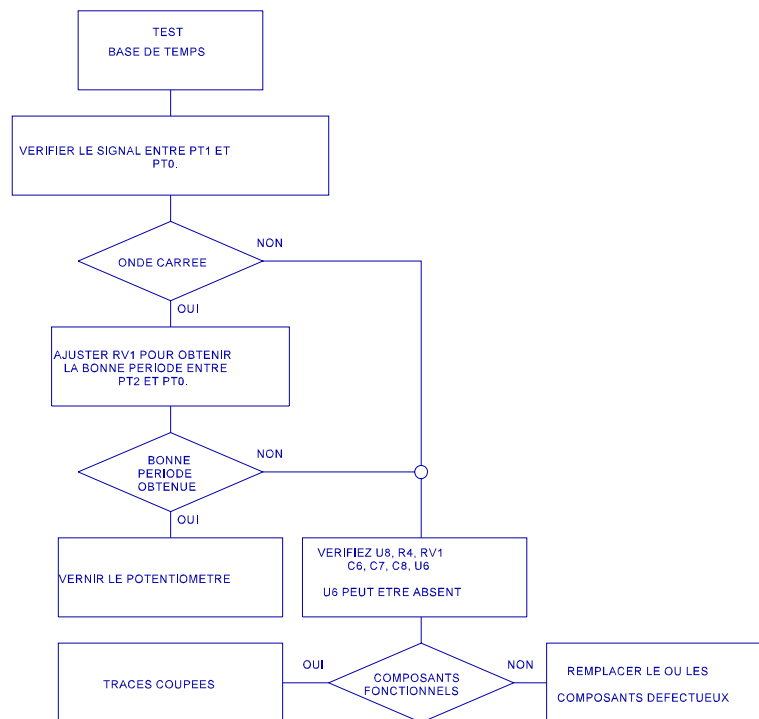 TEST
BASE DE TEMPS
VERIFIER LE SIGNAL ENTRE PT1 ET
PT0.
NON
ONDE CARREE
OUI
AJUSTER RV1 POUR OBTENIR
LA BONNE PERIODE ENTRE
PT2 ET PT0.
NON
BONNE
PERIODE
OBTENUE
OUI
VERNIR LE POTENTIOMETRE
VERIFIEZ U8, R4, RV1
C6, C7, C8, U6
U6 PEUT ETRE ABSENT
TRACES COUPEES
OUI
COMPOSANTS
FONCTIONNELS
NON
REMPLACER LE OU LES
COMPOSANTS DEFECTUEUX